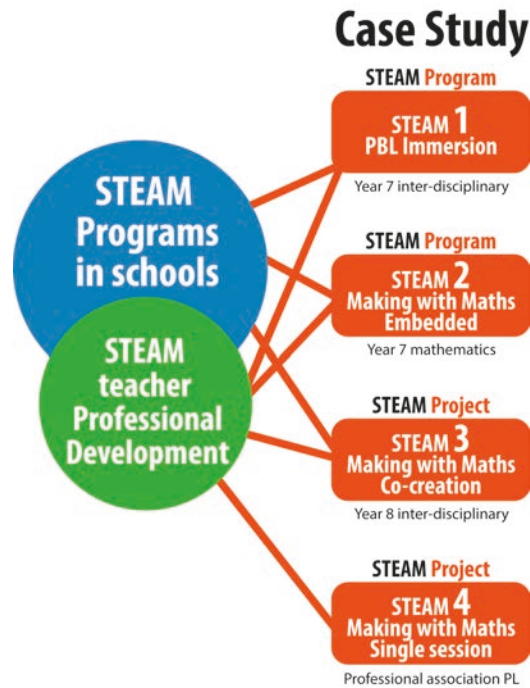 Case Study
STEAM Program
STEAM 1
PBL Immersion
Year 7 inter-disciplinary
STEAM
Programs
in schools
STEAM Program
STEAM 2
Making with Maths
Embedded
Year 7 mathematics
STEAM
teacher
Professional
Development
STEAM Project
STEAM 3
Making with Maths
Co-creation
Year 8 inter-disciplinary
STEAM Project
STEAM 4
Making with Maths
Single session
Professional association PL